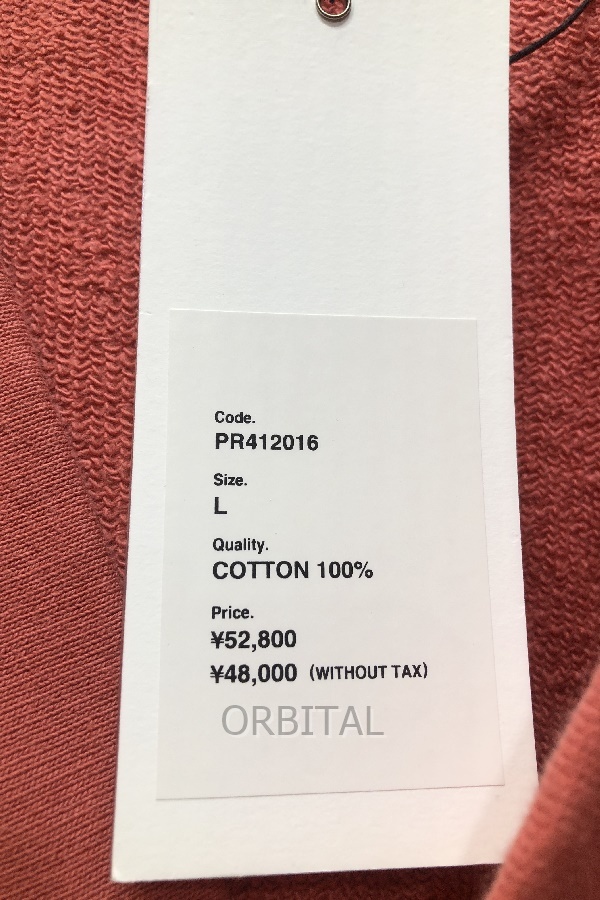 Code.
PR412016
Size.
L
Quality.
COTTON 100%
Price.
¥52,800
¥48,000 (WITHOUT TAX)
ORBITAL